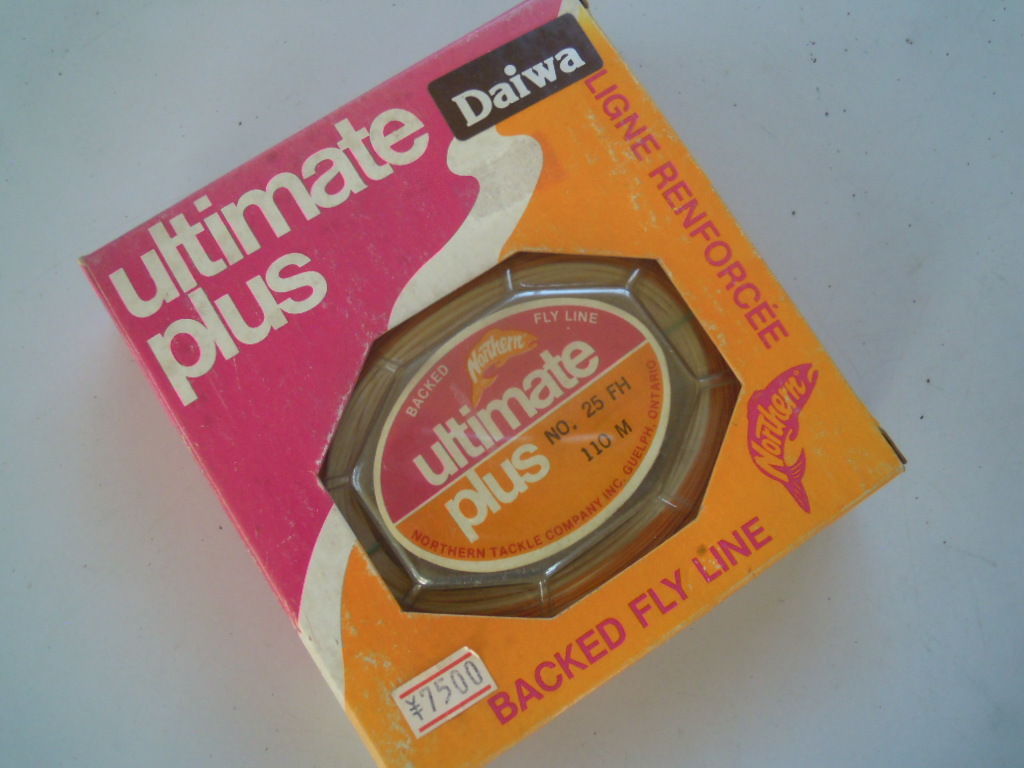 Daiwa
ultimate
plus
LIGNE RENFORCÉE
BACKED
Northern
FLY LINE
ultimate
plus
NO. 25 FH
110 M
NORTHERN TACKLE COMPANY INC. GUELPH, ONTARIO
Northern
BACKED FLY LINE
¥7500